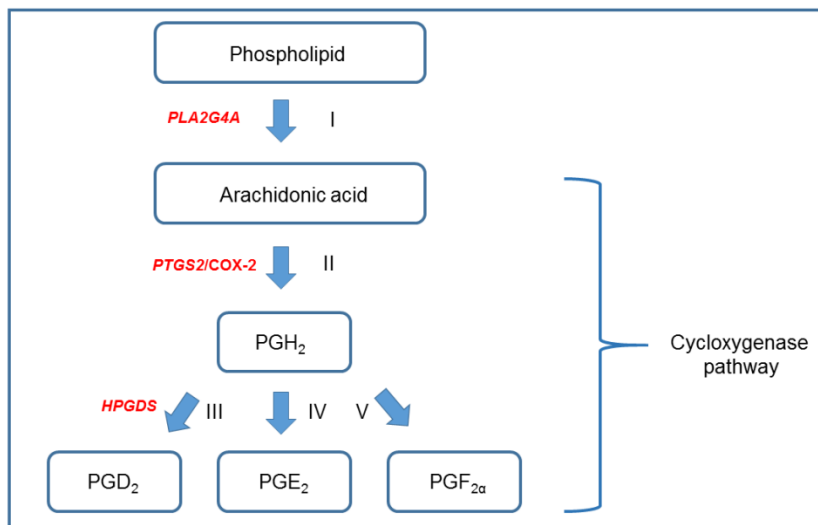 Phospholipid
PLA2G4A I
Arachidonic acid
PTGS2/COX-2 II
PGH₂
Cycloxygenase
pathway
HPGDS III IV V
PGD₂ PGE₂ PGF₂α